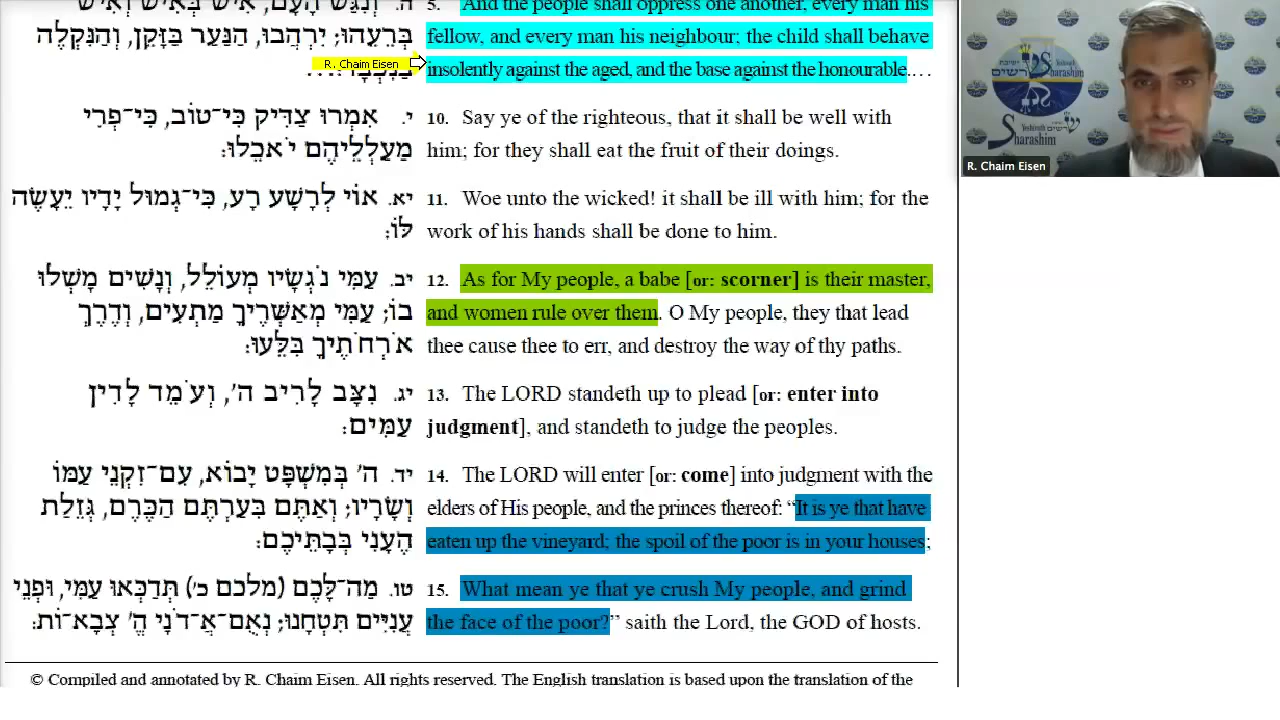 ה. וְנִגַּשׂ הָעָם, אִישׁ בְּאִישׁ וְאִישׁ
בְּרֵעֵהוּ; יִרְהֲבוּ, הַנַּעַר בַּזָּקֵן, וְהַנִּקְלֶה
R. Chaim Eisen
5. And the people shall oppress one another, every man his
fellow, and every man his neighbour; the child shall behave
insolently against the aged, and the base against the honourable.…
י. אִמְרוּ צַדִּיק כִּי־טוֹב, כִּי־פְרִי
מַעַלְלֵיהֶם יֹאכֵלוּ:
10. Say ye of the righteous, that it shall be well with
him; for they shall eat the fruit of their doings.
יא. אוֹי לְרָשָׁע רָע, כִּי־גְמוּל יָדָיו יֵּעָשֶׂה
לּוֹ:
11. Woe unto the wicked! it shall be ill with him; for the
work of his hands shall be done to him.
יב. עַמִּי נֹגְשָׂיו מְעוֹלֵל, וְנָשִׁים מָשְׁלוּ
בוֹ; עַמִּי מְאַשְּׁרֶיךָ מַתְעִים, וְדֶרֶךְ
אֹרְחֹתֶיךָ בִּלֵּעוּ:
12. As for My people, a babe [or: scorner] is their master,
and women rule over them. O My people, they that lead
thee cause thee to err, and destroy the way of thy paths.
יג. נִצָּב לָרִיב ה', וְעֹמֵד לָדִין
עַמִּים:
13. The LORD standeth up to plead [or: enter into
judgment], and standeth to judge the peoples.
יד. ה' בְּמִשְׁפָּט יָבוֹא, עִם־זִקְנֵי עַמּוֹ
וְשָׂרָיו; וְאַתֶּם בִּעַרְתֶּם הַכֶּרֶם, גְּזֵלַת
הֶעָנִי בְּבָתֵּיכֶם:
14. The LORD will enter [or: come] into judgment with the
elders of His people, and the princes thereof: “It is ye that have
eaten up the vineyard; the spoil of the poor is in your houses;
טו. מַה־לָּכֶם (מלכם כ') תְּדַכְּאוּ עַמִּי, וּפְנֵי
עֲנִיִּים תִּטְחָנוּ; נְאֻם־אֲ־דֹנָי ה' צְבָא־וֹת:
15. What mean ye that ye crush My people, and grind
the face of the poor?” saith the Lord, the GOD of hosts.
© Compiled and annotated by R. Chaim Eisen. All rights reserved. The English translation is based upon the translation of the
ישיבת
שרשים
Yeshivath
Sharashim
R. Chaim Eisen